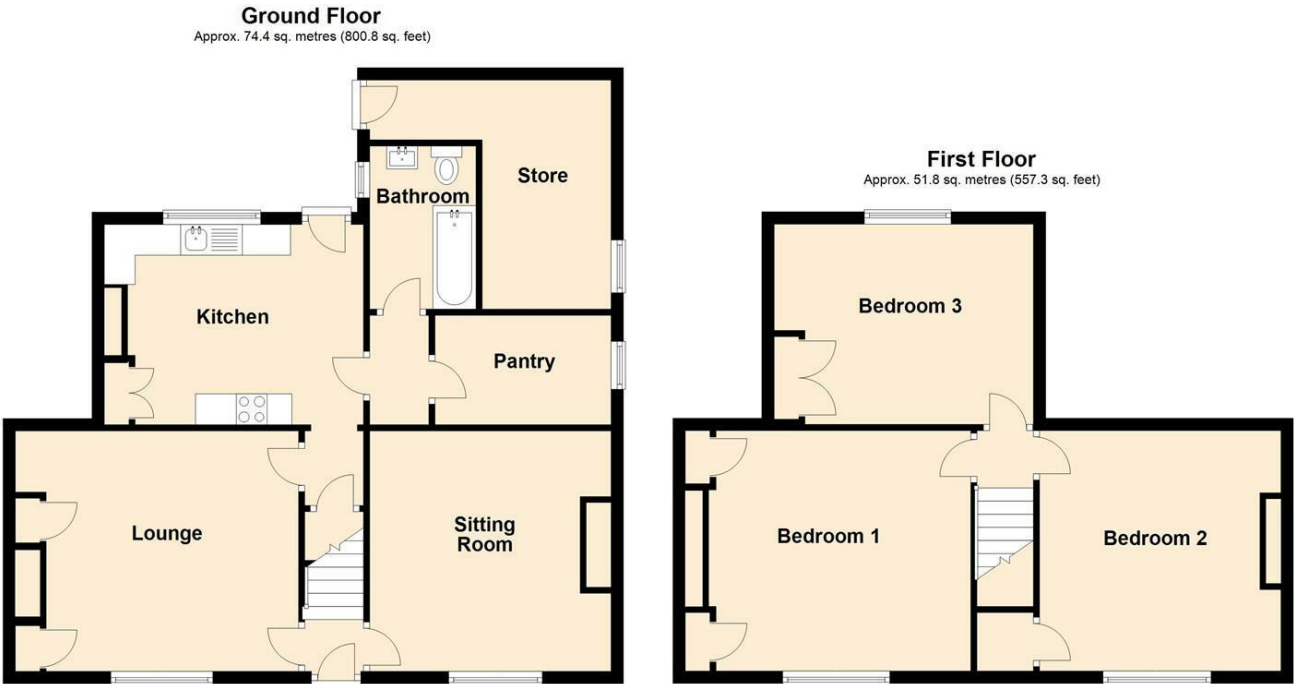 Ground Floor
Approx. 74.4 sq. metres (800.8 sq. feet)
Store
Bathroom
Kitchen
Pantry
Lounge
Sitting
Room
First Floor
Approx. 51.8 sq. metres (557.3 sq. feet)
Bedroom 3
Bedroom 1
Bedroom 2